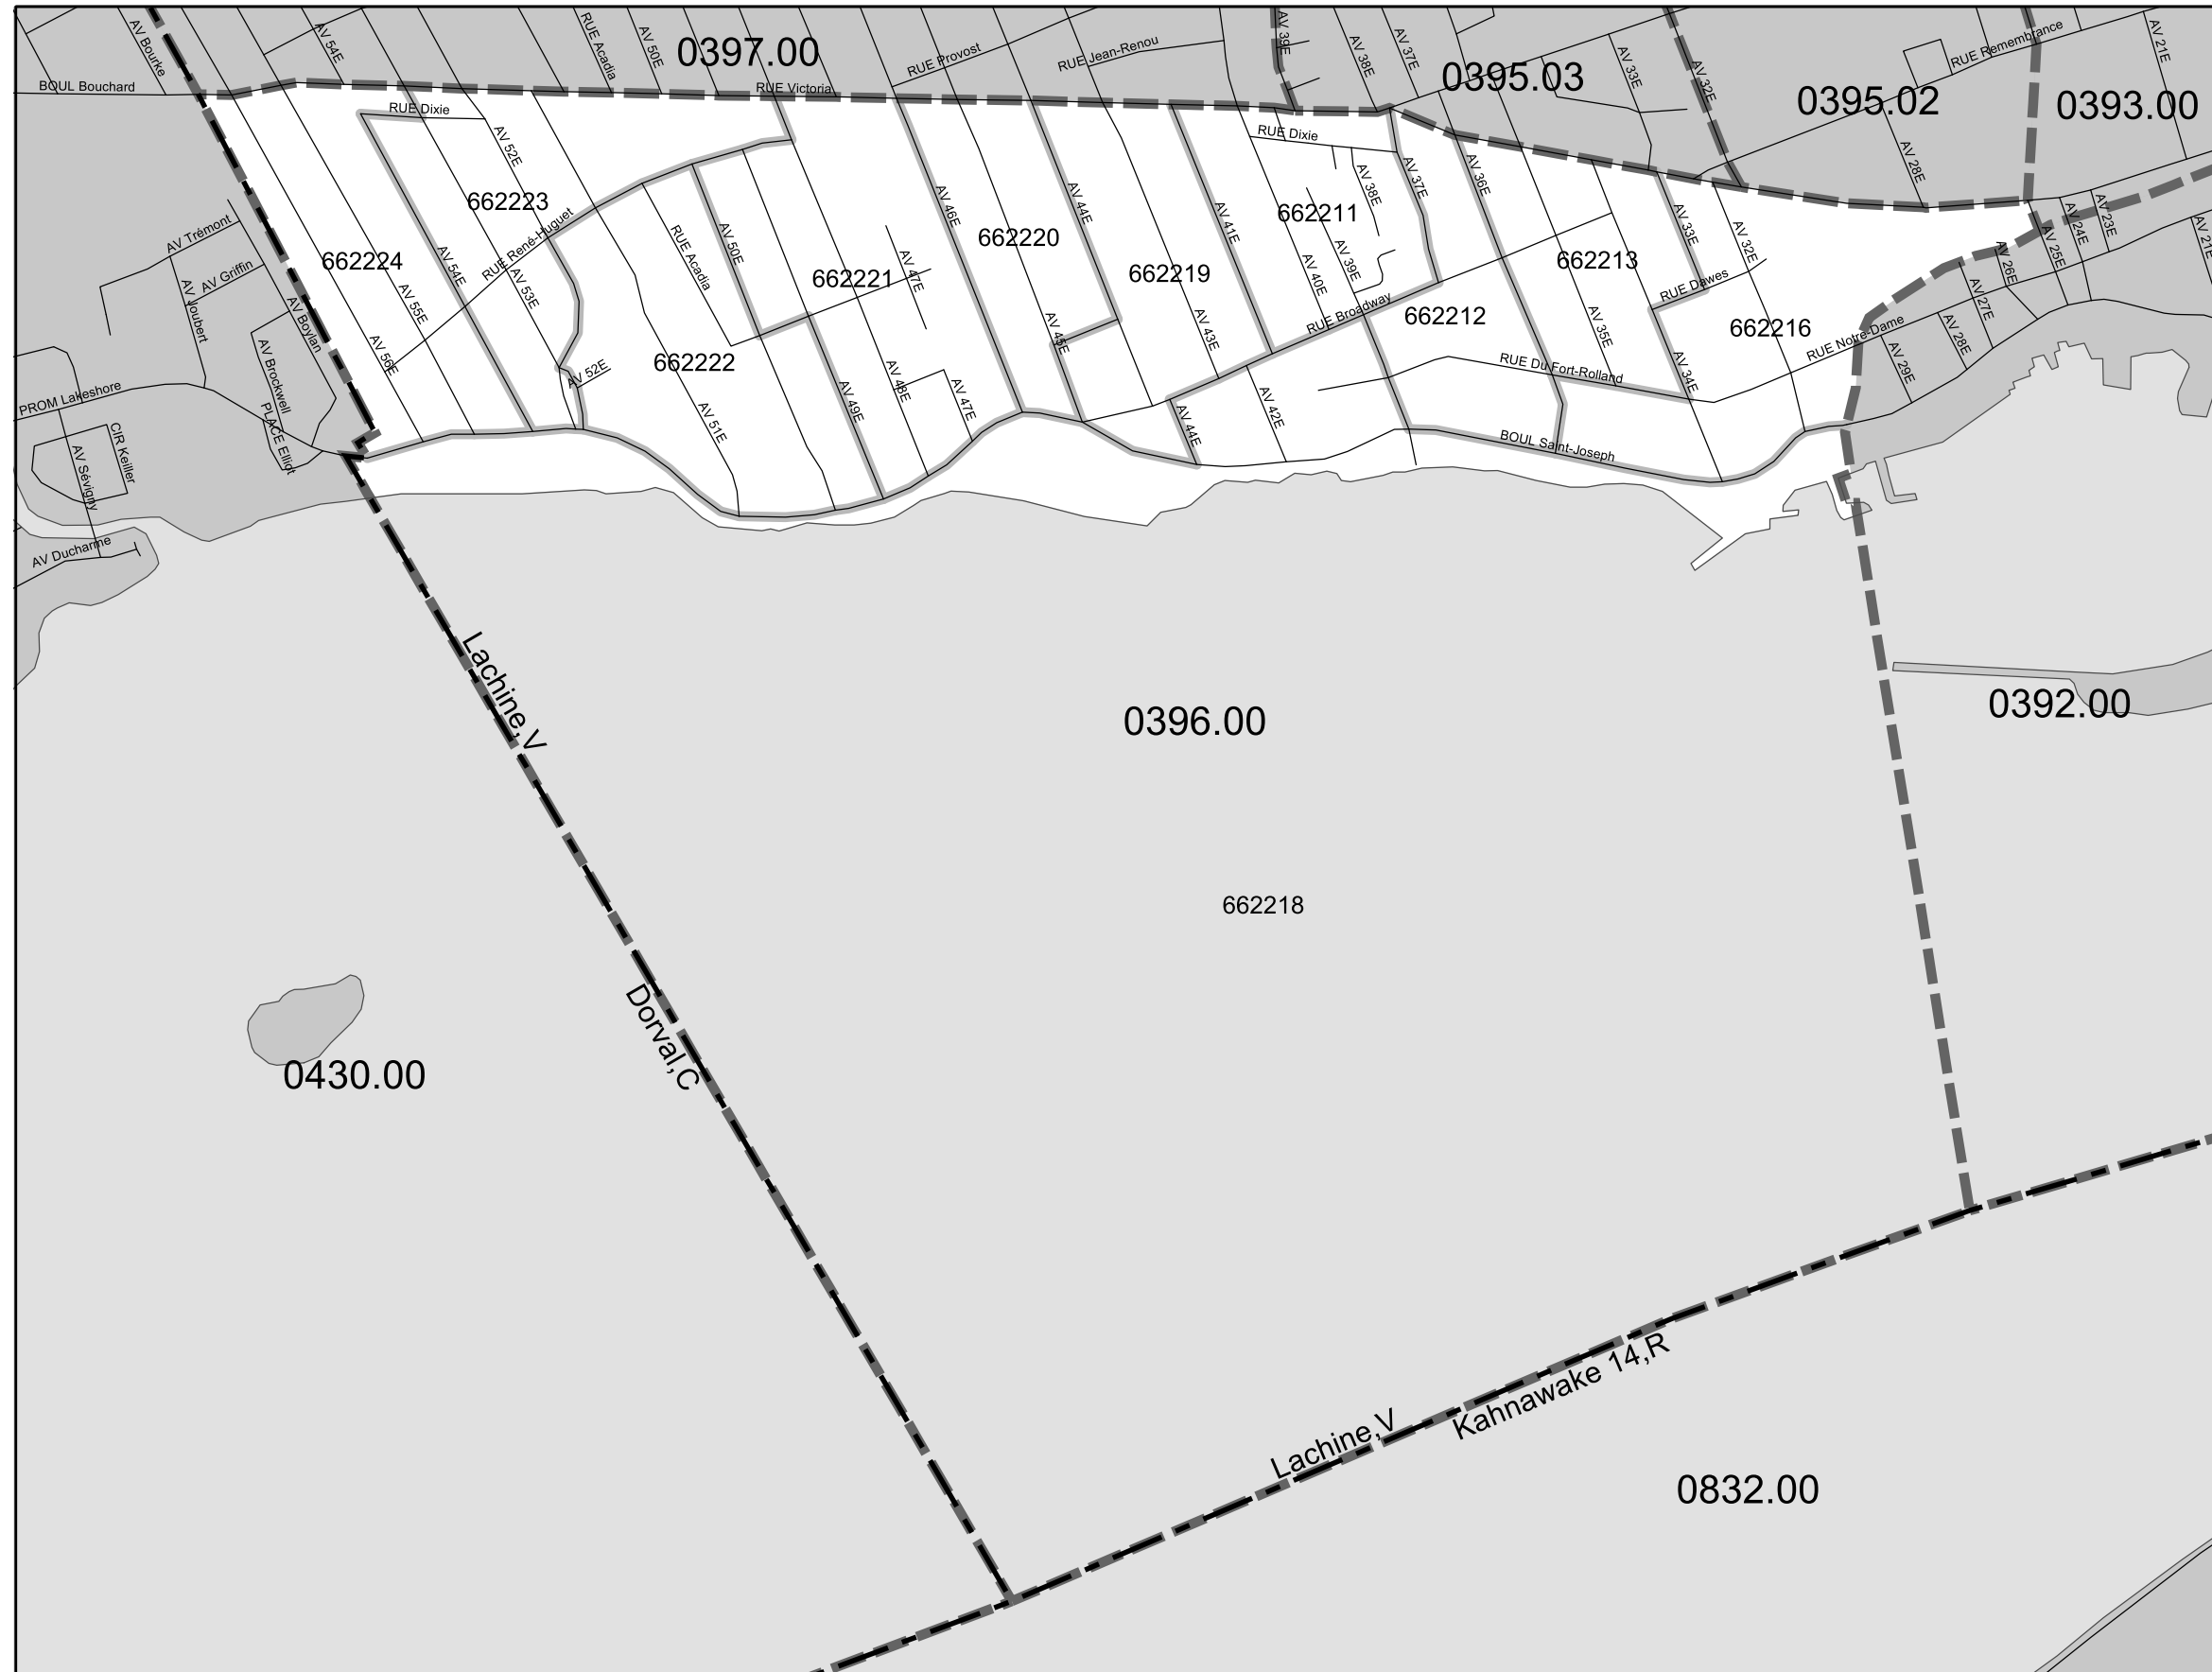 AV Bourke
AV 54E
RUE Acadia
AV 50E
0397.00
RUE Provost
RUE Jean-Renou
AV 39E
AV 38E
AV 37E
0395.03
AV 33E
AV 32E
0395.02
RUE Remembrance
AV 21E
0393.00
BOUL Bouchard
RUE Victoria
RUE Dixie
AV 52E
RUE Dixie
AV 28E
662223
AV 46E
AV 44E
AV 41E
662211
AV 38E
AV 37E
AV 36E
AV 33E
AV 32E
AV 25E
AV 24E
AV 23E
AV 21E
AV Trémont
AV Griffin
AV Joubert
AV Boylan
662224
AV 54E
RUE René-Huguet
AV 53E
RUE Acadia
AV 50E
662221
AV 47E
662220
662219
AV 40E
AV 39E
662213
RUE Dawes
AV 26E
AV 27E
AV 55E
AV 56E
AV 45E
AV 43E
RUE Broadway
662212
AV 35E
662216
RUE Notre-Dame
AV 28E
AV 29E
AV Brockwell
662222
AV 52E
AV 49E
AV 48E
AV 47E
RUE Du Fort-Rolland
AV 34E
PROM Lakeshore
PLACE Elliot
CIR Keiller
AV Sévigny
AV 51E
AV 44E
AV 42E
BOUL Saint-Joseph
AV Ducharme
Lachine,V
0396.00
0392.00
662218
Dorval,C
0430.00
Lachine,V
Kahnawake 14,R
0832.00